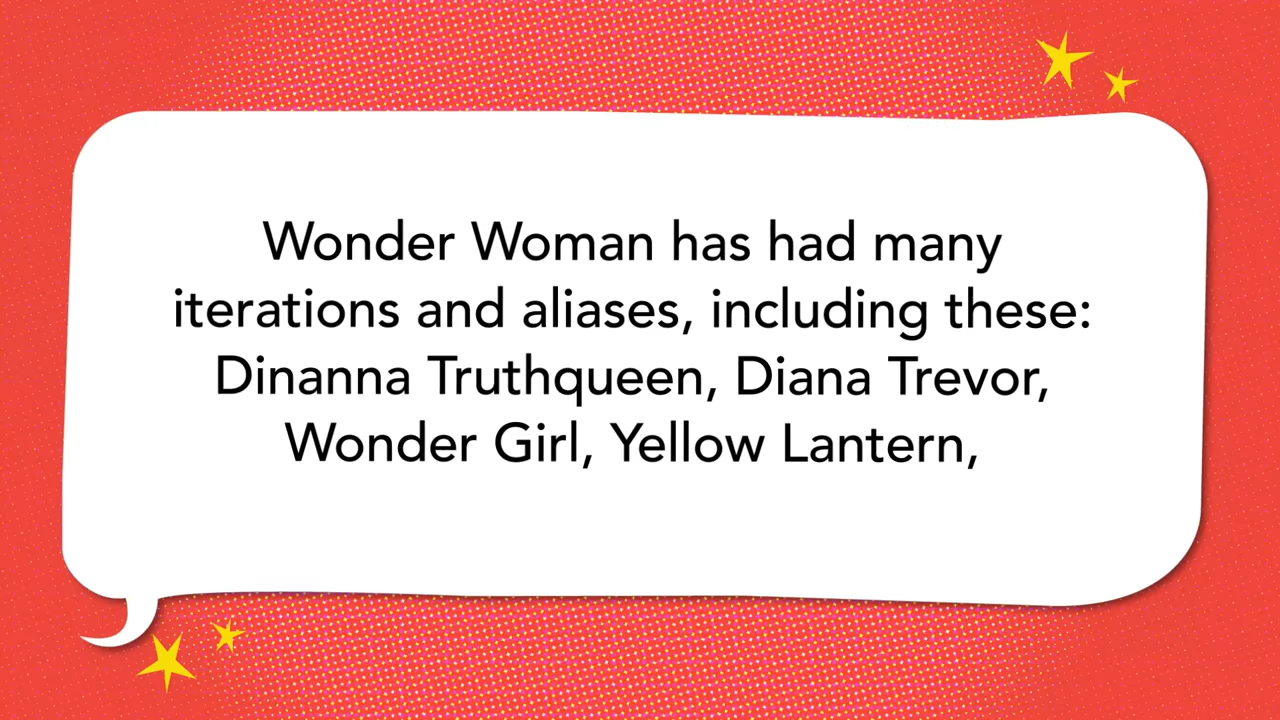 Wonder Woman has had many
iterations and aliases, including these:
Dinanna Truthqueen, Diana Trevor,
Wonder Girl, Yellow Lantern,